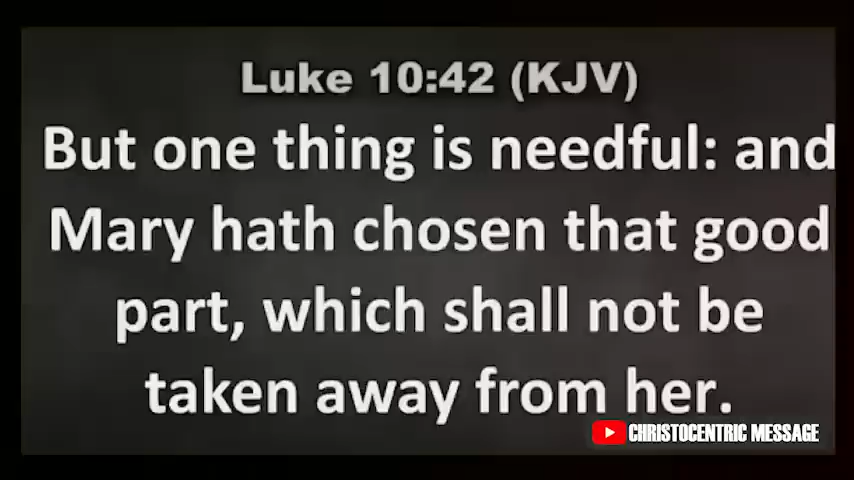 Luke 10:42 (KJV)
But one thing is needful: and
Mary hath chosen that good
part, which shall not be
taken away from her.
CHRISTOCENTRIC MESSAGE